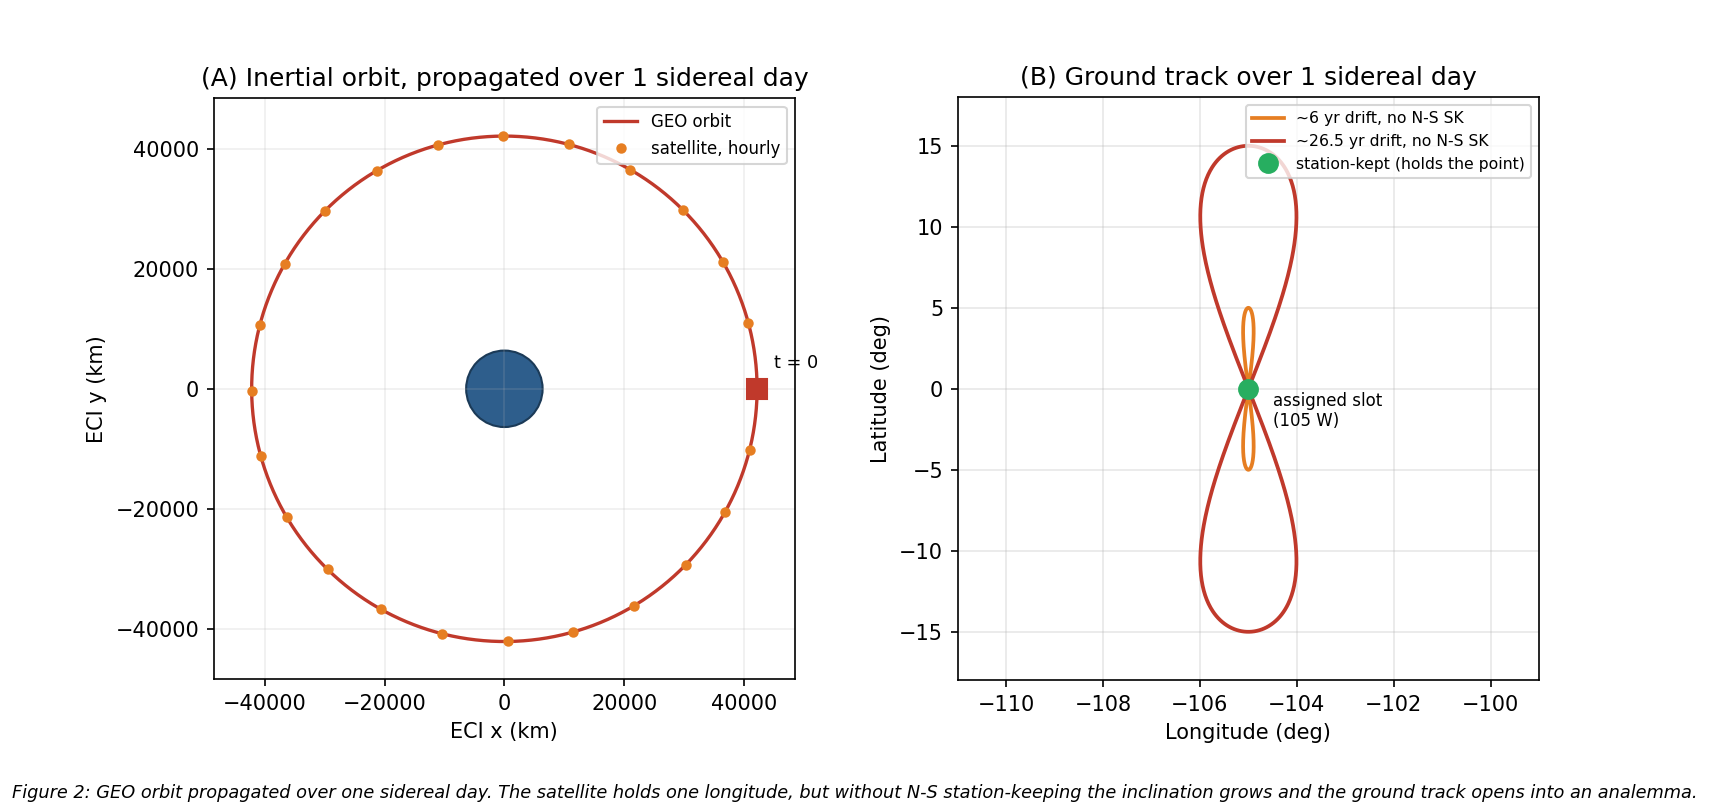 (A) Inertial orbit, propagated over 1 sidereal day
GEO orbit
satellite, hourly
t = 0
40000
20000
0
−20000
−40000
ECI y (km)
−40000
−20000
0
20000
40000
ECI x (km)
(B) Ground track over 1 sidereal day
~6 yr drift, no N-S SK
~26.5 yr drift, no N-S SK
station-kept (holds the point)
assigned slot
(105 W)
15
10
5
0
−5
−10
−15
Latitude (deg)
−110
−108
−106
−104
−102
−100
Longitude (deg)
Figure 2: GEO orbit propagated over one sidereal day. The satellite holds one longitude, but without N-S station-keeping the inclination grows and the ground track opens into an analemma.